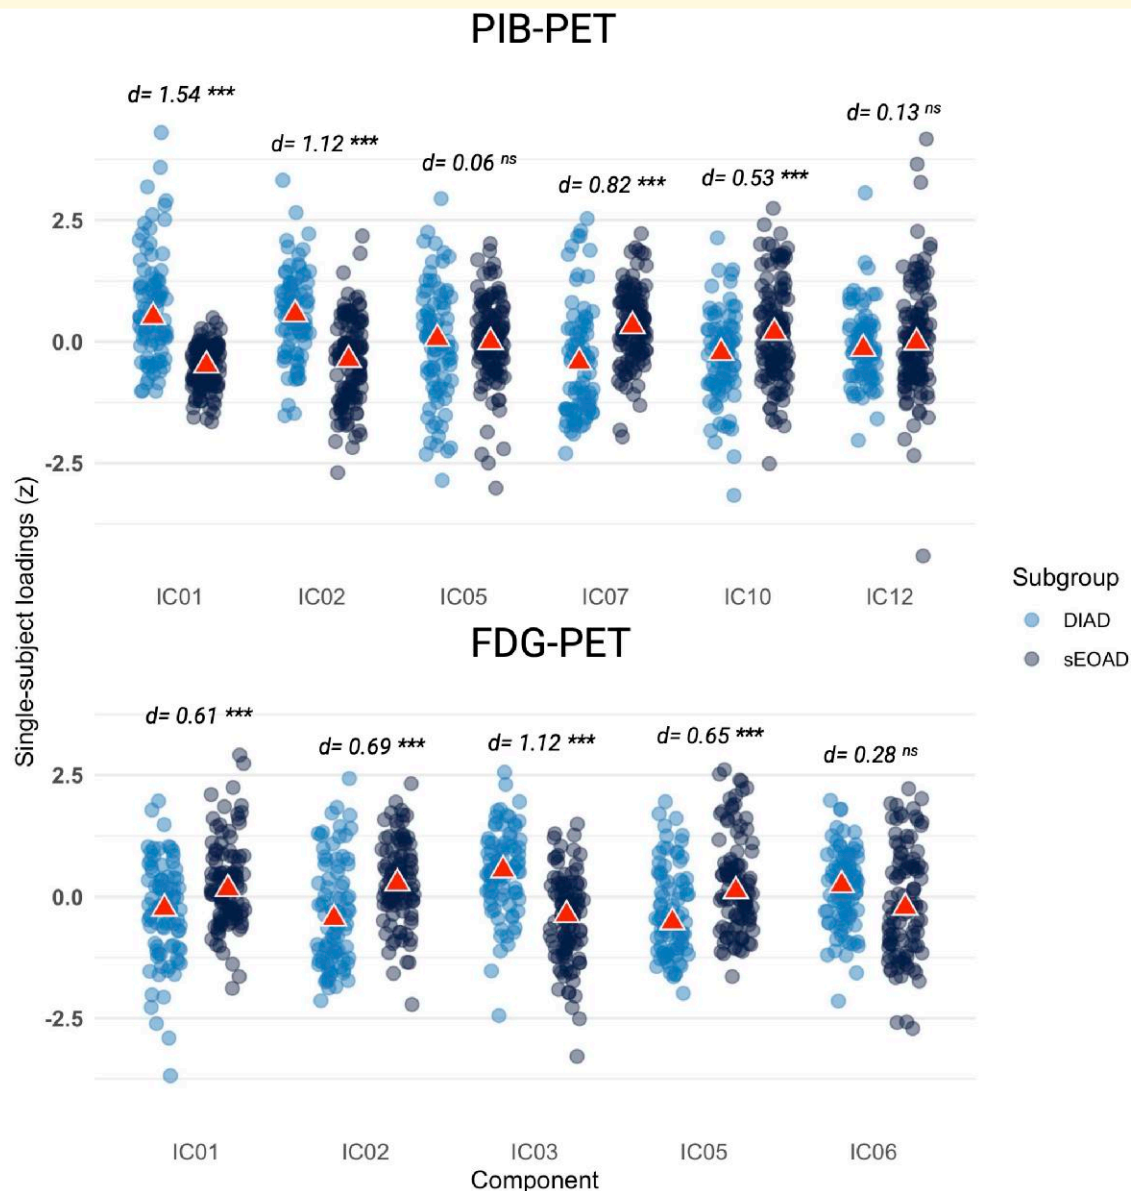 PIB-PET
d= 1.54 ***
d= 1.12 ***
d= 0.06 ns
d= 0.82 ***
d= 0.53 ***
d= 0.13 ns
2.5
0.0
-2.5
IC01 IC02 IC05 IC07 IC10 IC12
Single-subject loadings (z)
Subgroup
DIAD
sEOAD
FDG-PET
d= 0.61 ***
d= 0.69 ***
d= 1.12 ***
d= 0.65 ***
d= 0.28 ns
2.5
0.0
-2.5
IC01 IC02 IC03 IC05 IC06
Component